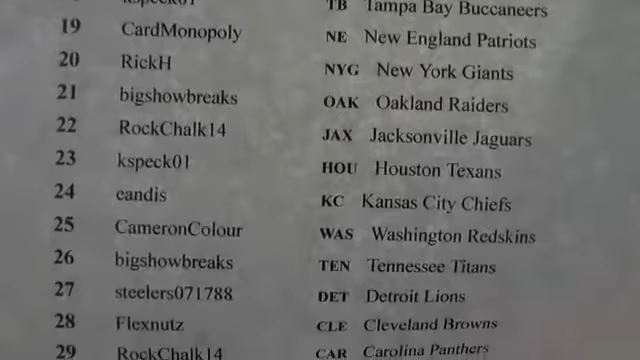 kspeck01 TB Tampa Bay Buccaneers
19 CardMonopoly NE New England Patriots
20 RickH NYG New York Giants
21 bigshowbreaks OAK Oakland Raiders
22 RockChalk14 JAX Jacksonville Jaguars
23 kspeck01 HOU Houston Texans
24 eandis KC Kansas City Chiefs
25 CameronColour WAS Washington Redskins
26 bigshowbreaks TEN Tennessee Titans
27 steelers071788 DET Detroit Lions
28 Flexnutz CLE Cleveland Browns
29 RockChalk14 CAR Carolina Panthers